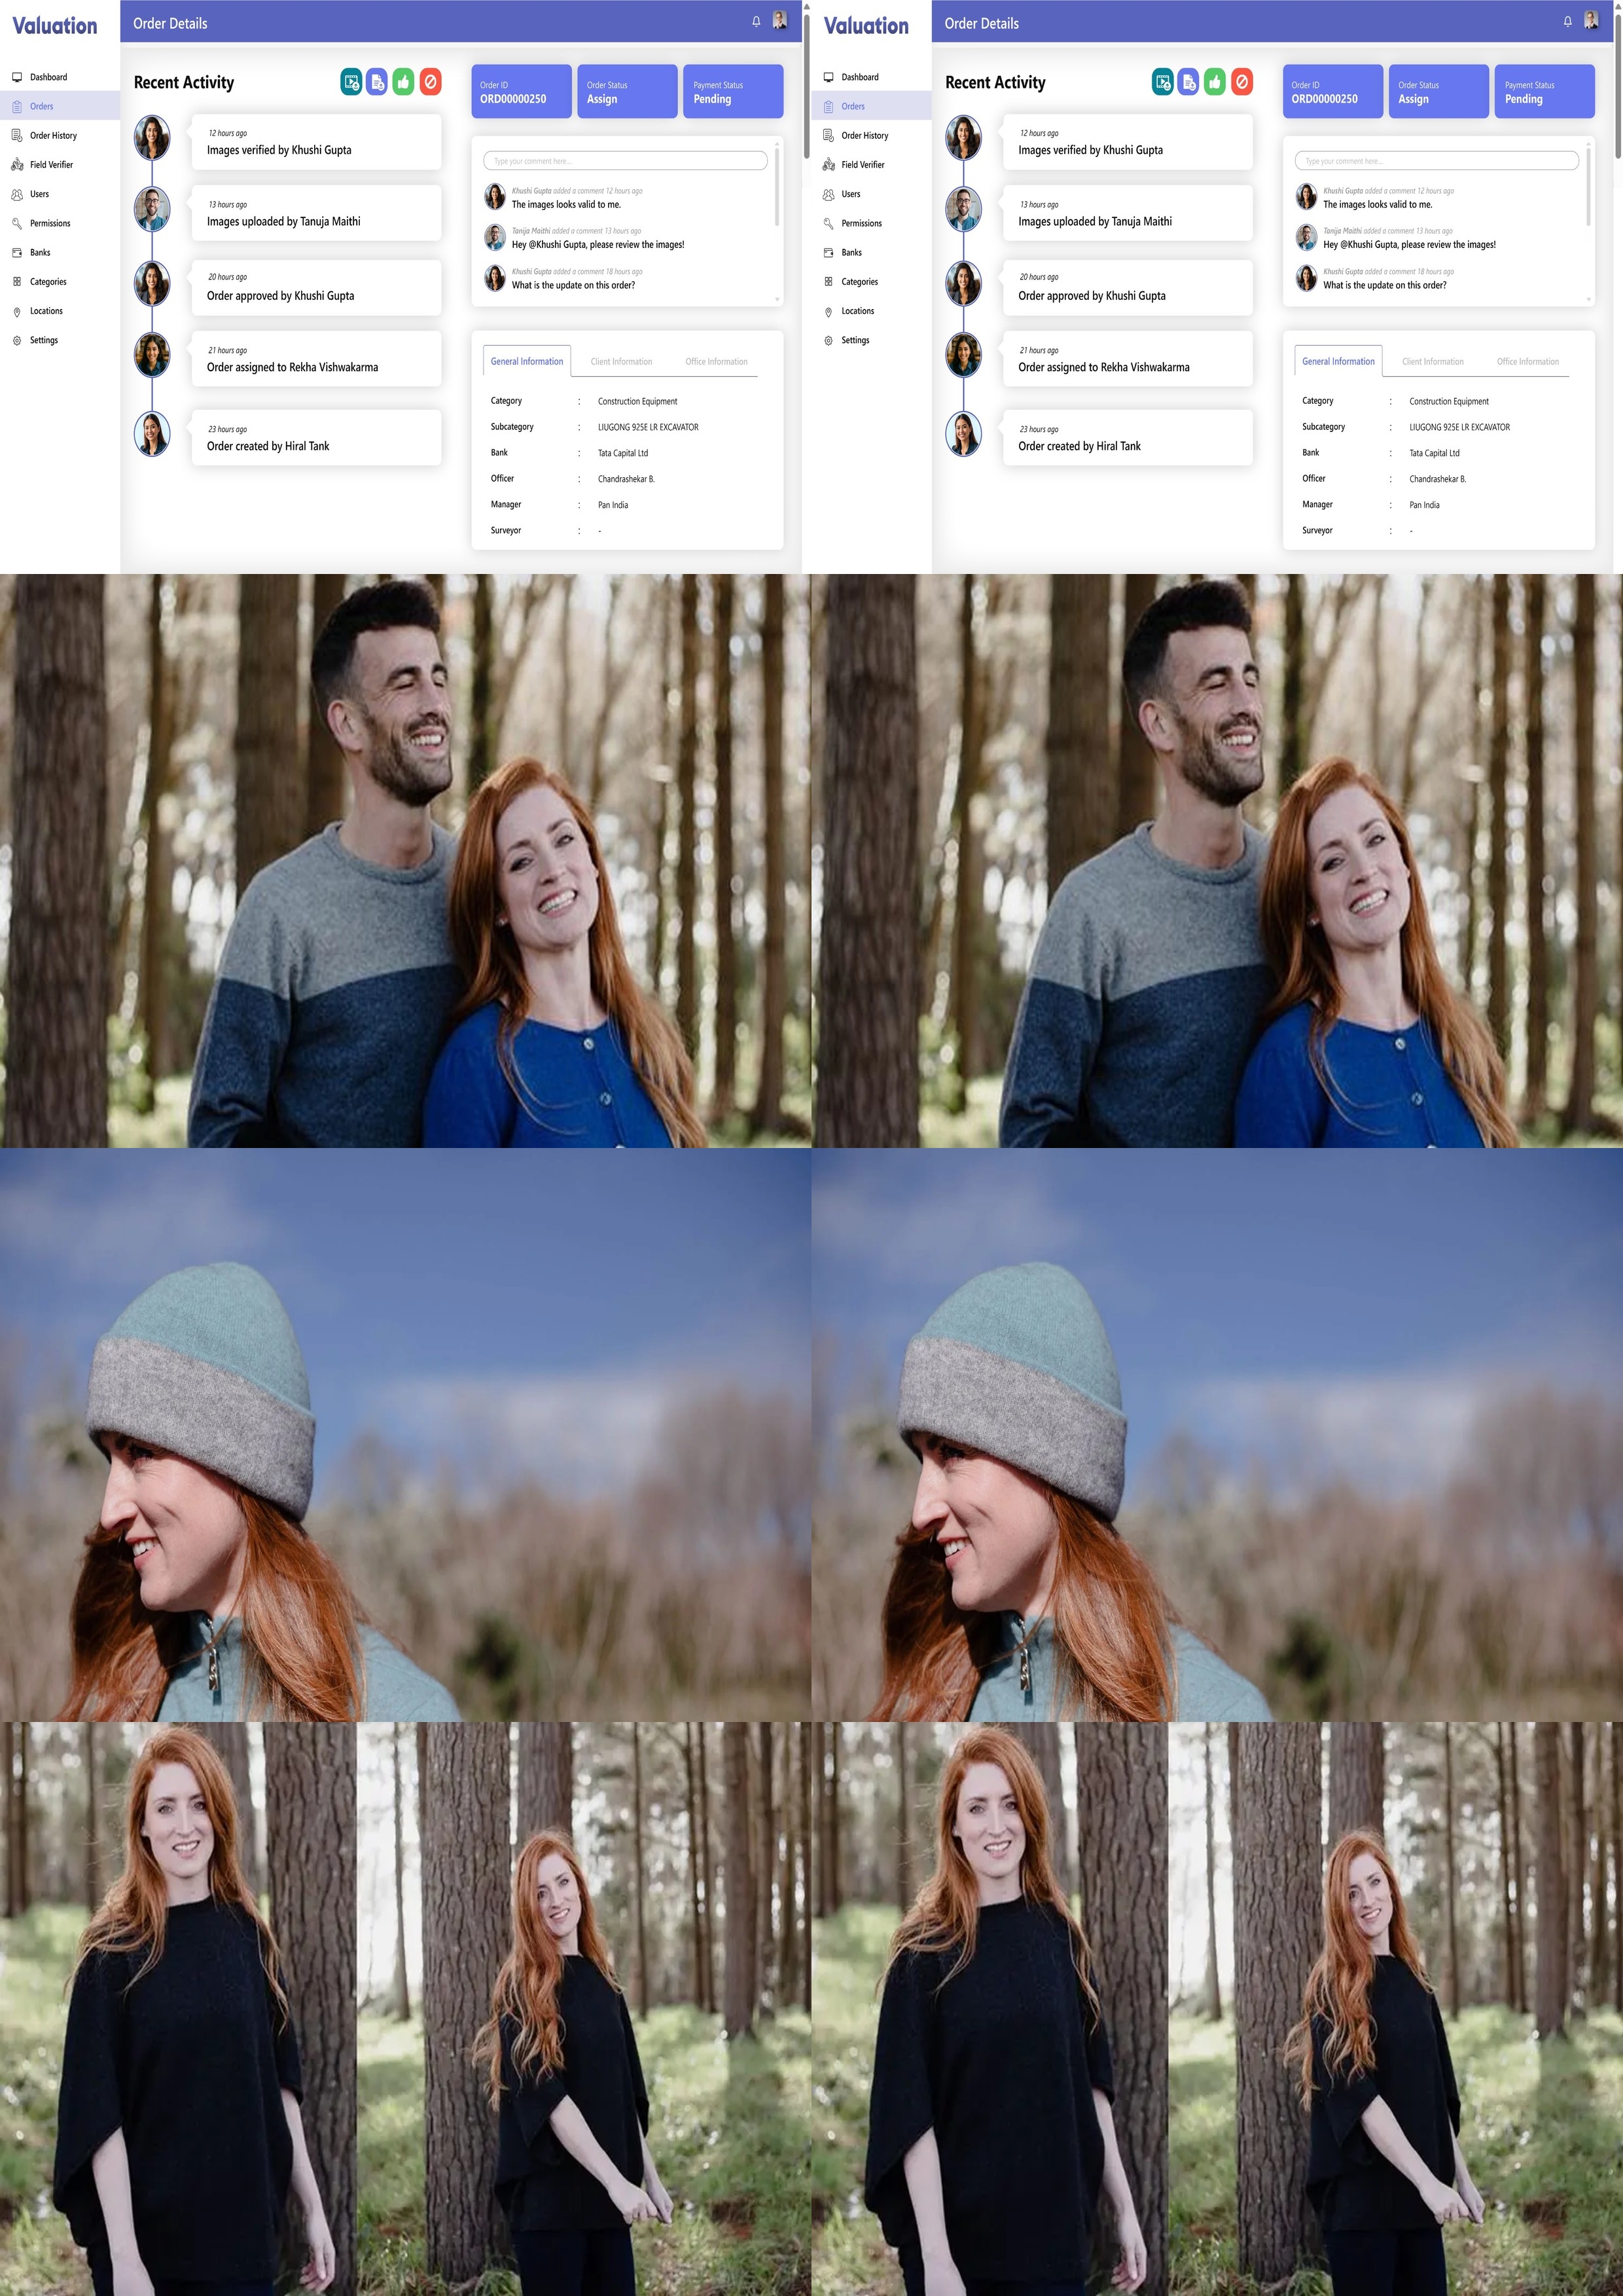 Valuation
Order Details
Dashboard
Orders
Order History
Field Verifier
Users
Permissions
Banks
Categories
Locations
Settings
Recent Activity
12 hours ago
Images verified by Khushi Gupta
13 hours ago
Images uploaded by Tanuja Maithi
20 hours ago
Order approved by Khushi Gupta
21 hours ago
Order assigned to Rekha Vishwakarma
23 hours ago
Order created by Hiral Tank
Order ID
ORD00000250
Order Status
Assign
Payment Status
Pending
Type your comment here...
Khushi Gupta added a comment 12 hours ago
The images looks valid to me.
Tanija Maithi added a comment 13 hours ago
Hey @Khushi Gupta, please review the images!
Khushi Gupta added a comment 18 hours ago
What is the update on this order?
General Information Client Information Office Information
Category : Construction Equipment
Subcategory : LIUGONG 925E LR EXCAVATOR
Bank : Tata Capital Ltd
Officer : Chandrashekar B.
Manager : Pan India
Surveyor : -
Valuation
Order Details
Dashboard
Orders
Order History
Field Verifier
Users
Permissions
Banks
Categories
Locations
Settings
Recent Activity
12 hours ago
Images verified by Khushi Gupta
13 hours ago
Images uploaded by Tanuja Maithi
20 hours ago
Order approved by Khushi Gupta
21 hours ago
Order assigned to Rekha Vishwakarma
23 hours ago
Order created by Hiral Tank
Order ID
ORD00000250
Order Status
Assign
Payment Status
Pending
Type your comment here...
Khushi Gupta added a comment 12 hours ago
The images looks valid to me.
Tanija Maithi added a comment 13 hours ago
Hey @Khushi Gupta, please review the images!
Khushi Gupta added a comment 18 hours ago
What is the update on this order?
General Information Client Information Office Information
Category : Construction Equipment
Subcategory : LIUGONG 925E LR EXCAVATOR
Bank : Tata Capital Ltd
Officer : Chandrashekar B.
Manager : Pan India
Surveyor : -